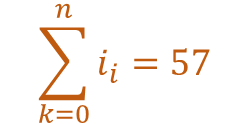 n
∑ i_i = 57
k=0